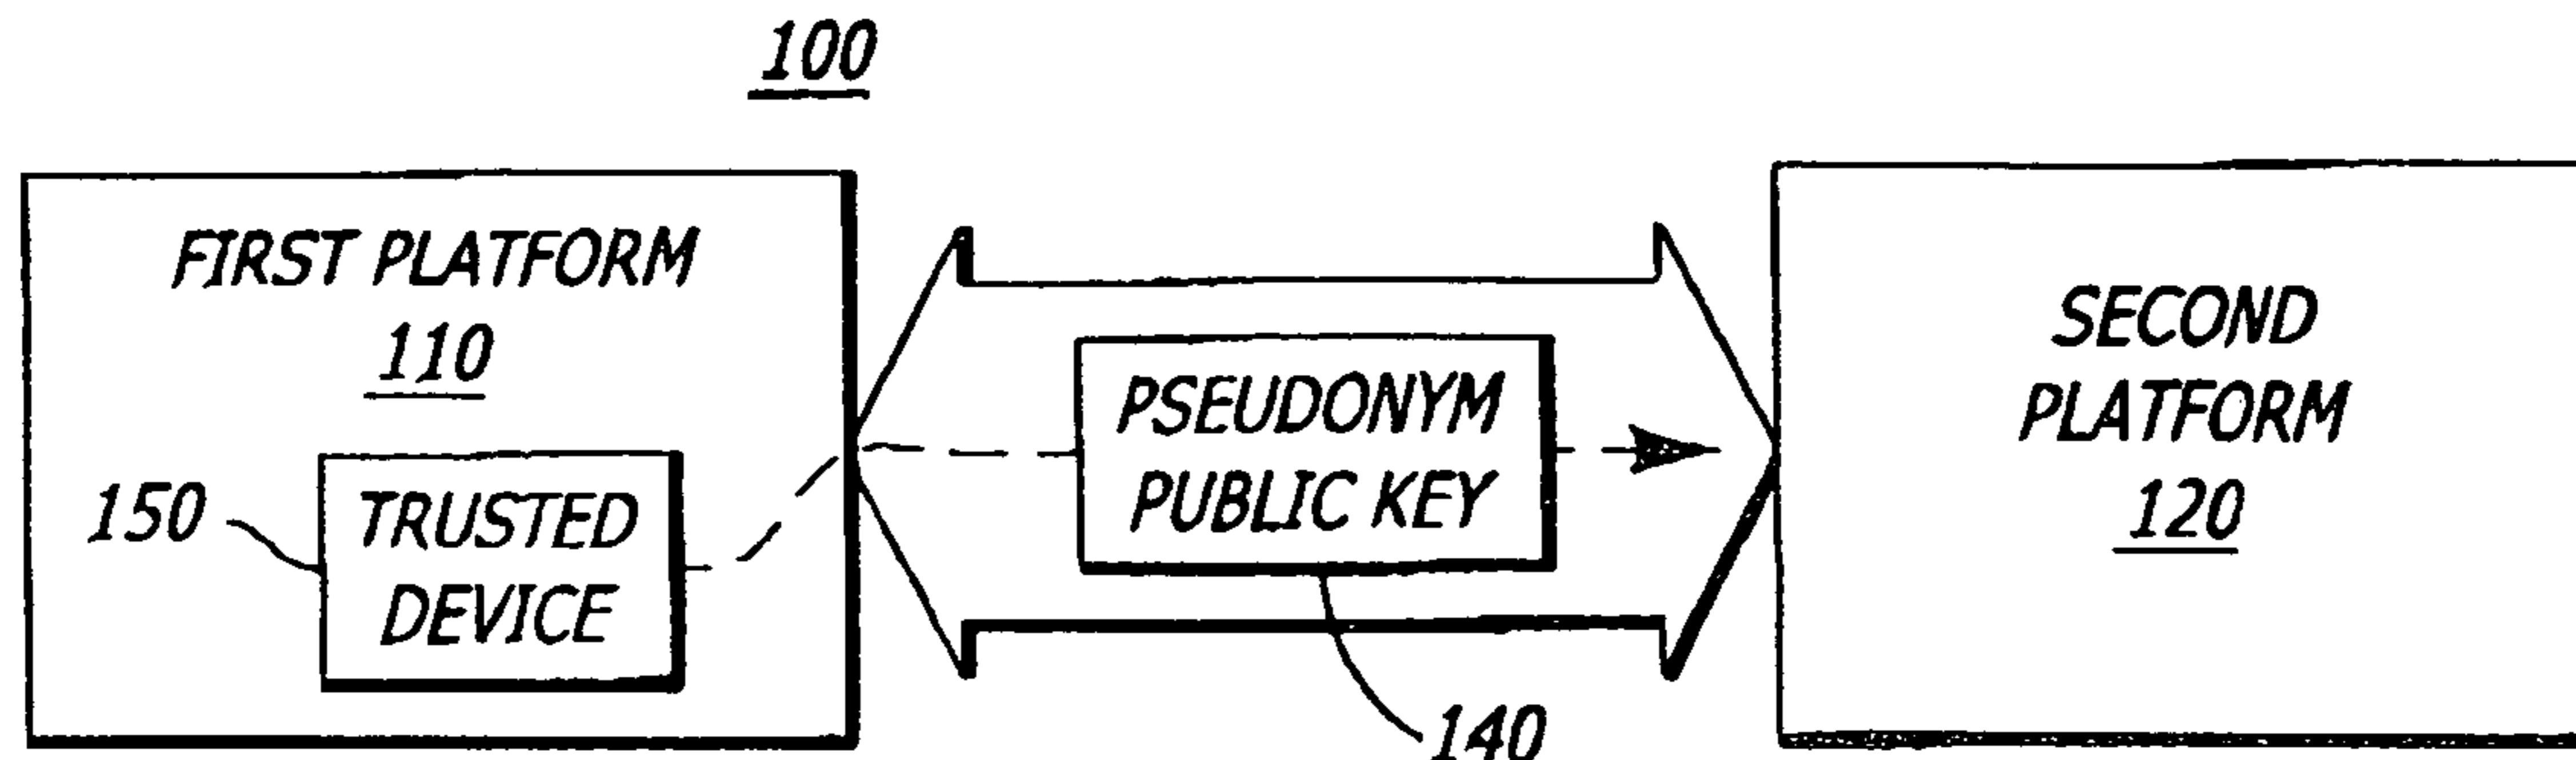 100
FIRST PLATFORM
110
150
TRUSTED
DEVICE
PSEUDONYM
PUBLIC KEY
140
SECOND
PLATFORM
120